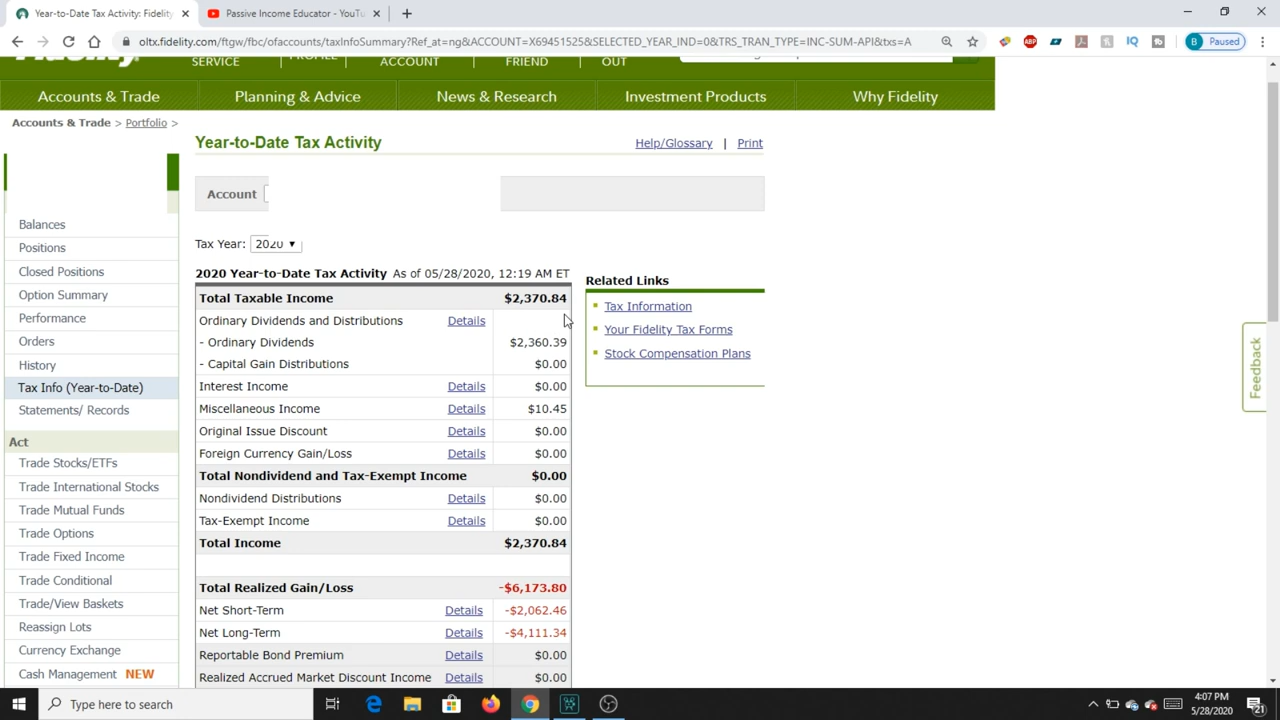 Year-to-Date Tax Activity: Fidelity
Passive Income Educator - YouTu
oltx.fidelity.com/ftgw/fbc/ofaccounts/taxInfoSummary?Ref_at=ng&ACCOUNT=X69451525&SELECTED_YEAR_IND=0&TRS_TRAN_TYPE=INC-SUM-API&txs=A
ABP
IQ
B Paused
SERVICE
ACCOUNT
FRIEND
OUT
Accounts & Trade
Planning & Advice
News & Research
Investment Products
Why Fidelity
Accounts & Trade > Portfolio >
Year-to-Date Tax Activity
Help/Glossary | Print
Account
Tax Year: 2020
Balances
Positions
Closed Positions
Option Summary
Performance
Orders
History
Tax Info (Year-to-Date)
Statements/ Records
Act
Trade Stocks/ETFs
Trade International Stocks
Trade Mutual Funds
Trade Options
Trade Fixed Income
Trade Conditional
Trade/View Baskets
Reassign Lots
Currency Exchange
Cash Management NEW
2020 Year-to-Date Tax Activity As of 05/28/2020, 12:19 AM ET
Total Taxable Income $2,370.84
Ordinary Dividends and Distributions Details
- Ordinary Dividends $2,360.39
- Capital Gain Distributions $0.00
Interest Income Details $0.00
Miscellaneous Income Details $10.45
Original Issue Discount Details $0.00
Foreign Currency Gain/Loss Details $0.00
Total Nondividend and Tax-Exempt Income $0.00
Nondividend Distributions Details $0.00
Tax-Exempt Income Details $0.00
Total Income $2,370.84
Total Realized Gain/Loss -$6,173.80
Net Short-Term Details -$2,062.46
Net Long-Term Details -$4,111.34
Reportable Bond Premium Details $0.00
Realized Accrued Market Discount Income Details $0.00
Related Links
Tax Information
Your Fidelity Tax Forms
Stock Compensation Plans
Feedback
Type here to search
4:07 PM
5/28/2020
21